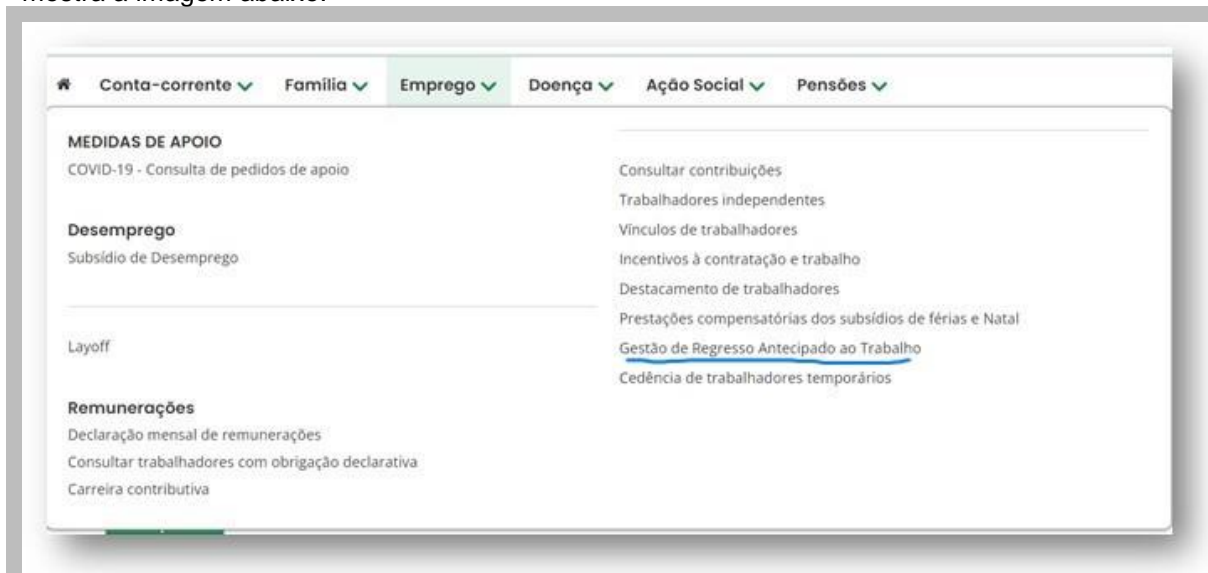 mostra a imagem abaixo:
Conta-corrente Família Emprego Doença Ação Social Pensões
MEDIDAS DE APOIO
COVID-19 - Consulta de pedidos de apoio
Desemprego
Subsídio de Desemprego
Layoff
Remunerações
Declaração mensal de remunerações
Consultar trabalhadores com obrigação declarativa
Carreira contributiva
Consultar contribuições
Trabalhadores independentes
Vínculos de trabalhadores
Incentivos à contratação e trabalho
Destacamento de trabalhadores
Prestações compensatórias dos subsídios de férias e Natal
Gestão de Regresso Antecipado ao Trabalho
Cedência de trabalhadores temporários